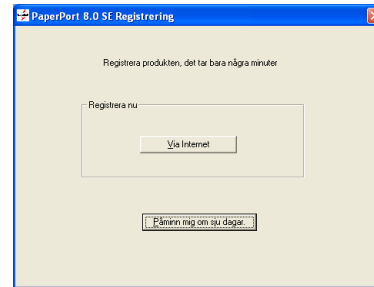 PaperPort 8.0 SE Registrering
Registrera produkten, det tar bara några minuter
Registrera nu
Via Internet
Påminn mig om sju dagar.